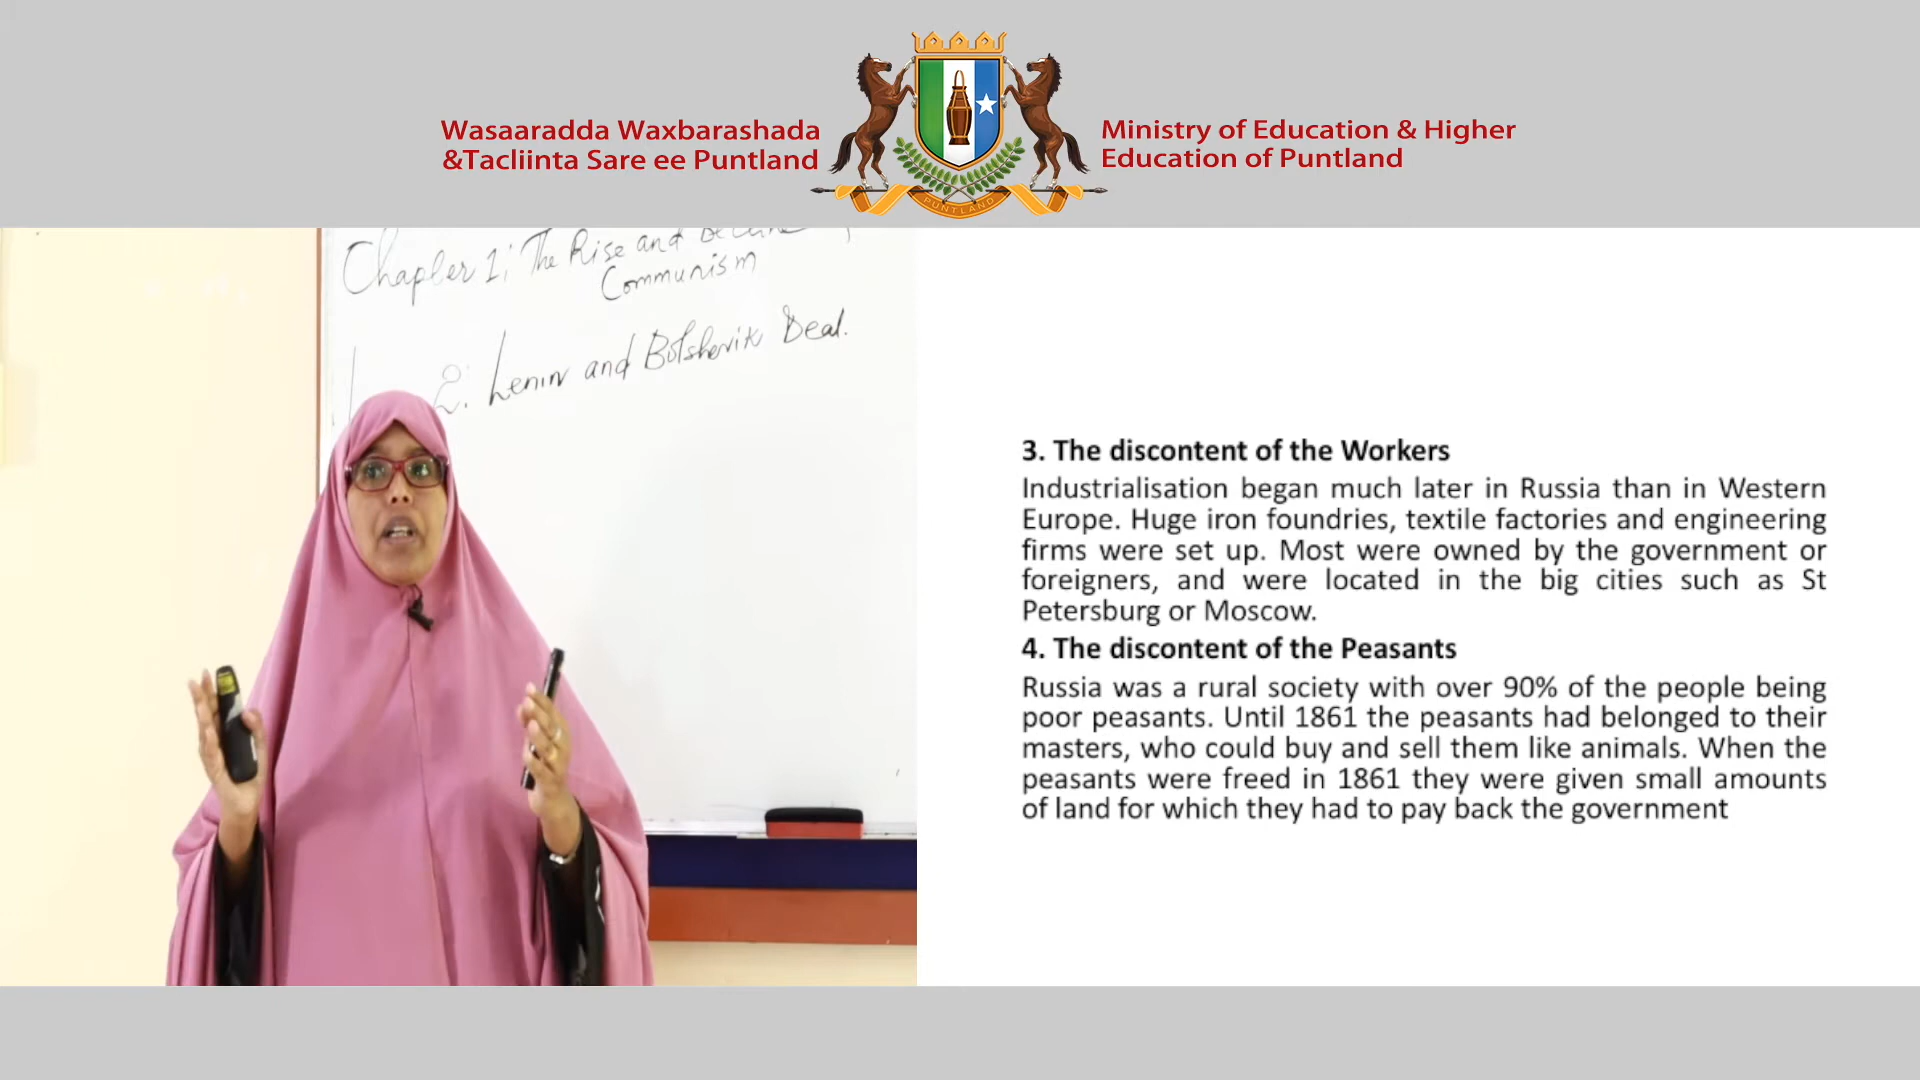 Wasaaradda Waxbarashada
&Tacliinta Sare ee Puntland
Ministry of Education & Higher
Education of Puntland
PUNTLAND
Chapter 1; The Rise and Decline
Communism
2: Lenin and Bolshevik Deal.
3. The discontent of the Workers
Industrialisation began much later in Russia than in Western
Europe. Huge iron foundries, textile factories and engineering
firms were set up. Most were owned by the government or
foreigners, and were located in the big cities such as St
Petersburg or Moscow.
4. The discontent of the Peasants
Russia was a rural society with over 90% of the people being
poor peasants. Until 1861 the peasants had belonged to their
masters, who could buy and sell them like animals. When the
peasants were freed in 1861 they were given small amounts
of land for which they had to pay back the government